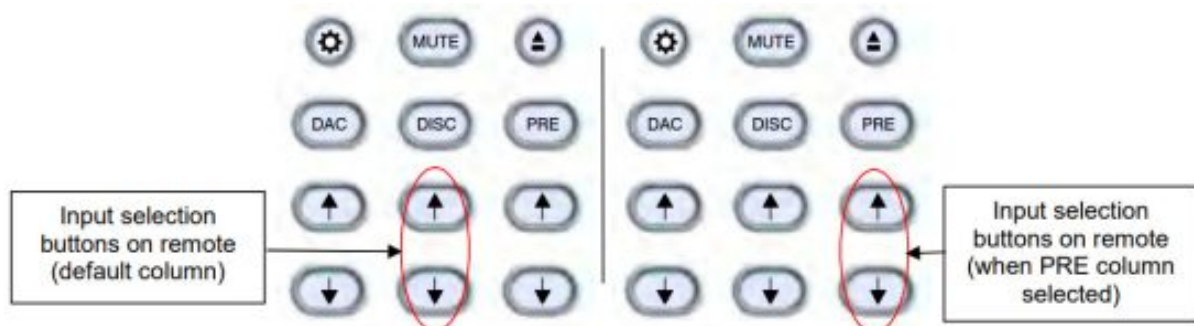 MUTE MUTE
DAC DISC PRE DAC DISC PRE
Input selection
buttons on remote
(default column)
Input selection
buttons on remote
(when PRE column
selected)